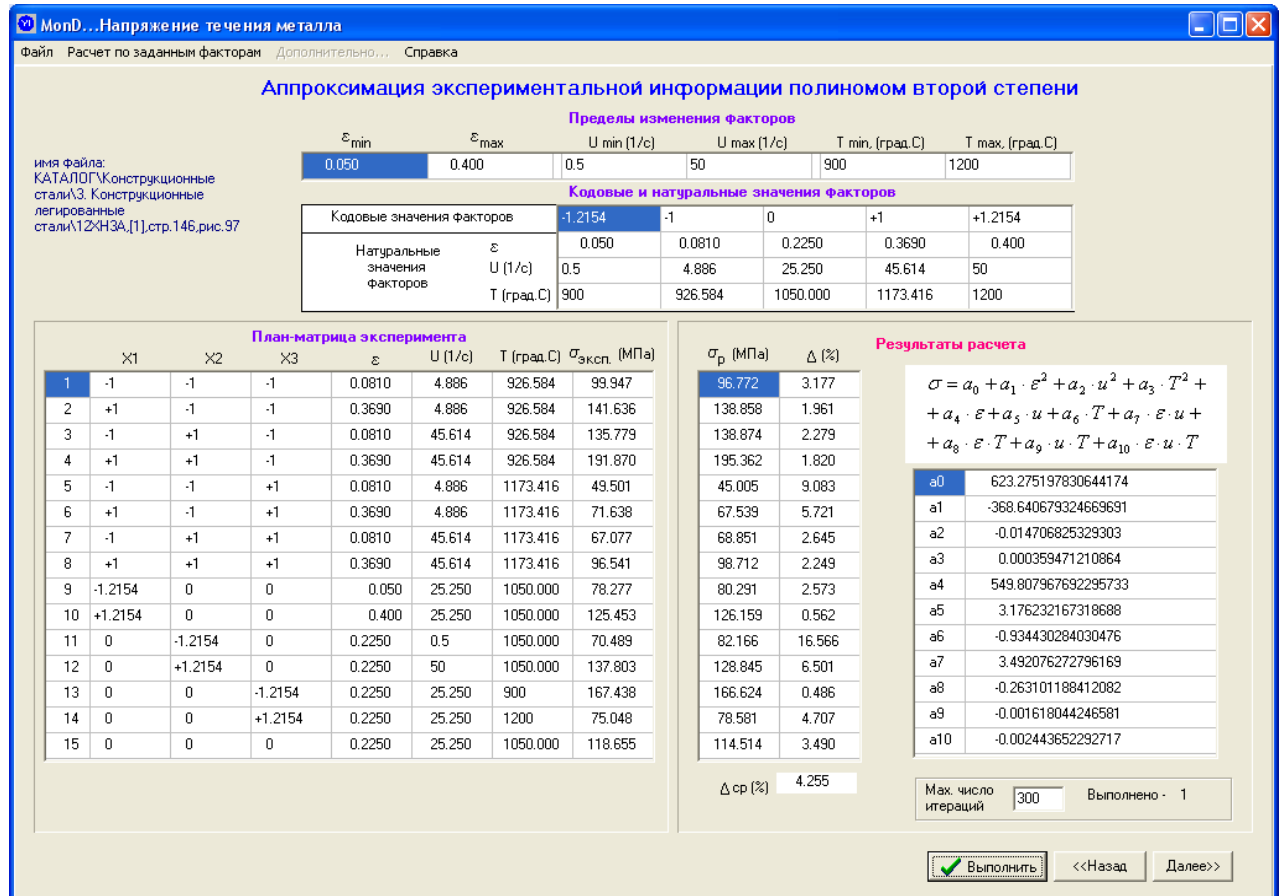 MonD...Напряжение течения металла
Файл Расчет по заданным факторам Дополнительно... Справка
Аппроксимация экспериментальной информации полиномом второй степени
Пределы изменения факторов
ε min ε max U min (1/c) U max (1/c) T min, (град.С) T max, (град.С)
0.050 0.400 0.5 50 900 1200
имя файла:
КАТАЛОГ\Конструкционные
стали\3. Конструкционные
легированные
стали\12ХН3А,[1],стр.146,рис.97
Кодовые и натуральные значения факторов
Кодовые значения факторов -1.2154 -1 0 +1 +1.2154
Натуральные
значения
факторов
ε 0.050 0.0810 0.2250 0.3690 0.400
U (1/c) 0.5 4.886 25.250 45.614 50
T (град.С) 900 926.584 1050.000 1173.416 1200
План-матрица эксперимента
X1 X2 X3 ε U (1/c) T (град.С) σэксп. (МПа)
1 -1 -1 -1 0.0810 4.886 926.584 99.947
2 +1 -1 -1 0.3690 4.886 926.584 141.636
3 -1 +1 -1 0.0810 45.614 926.584 135.779
4 +1 +1 -1 0.3690 45.614 926.584 191.870
5 -1 -1 +1 0.0810 4.886 1173.416 49.501
6 +1 -1 +1 0.3690 4.886 1173.416 71.638
7 -1 +1 +1 0.0810 45.614 1173.416 67.077
8 +1 +1 +1 0.3690 45.614 1173.416 96.541
9 -1.2154 0 0 0.050 25.250 1050.000 78.277
10 +1.2154 0 0 0.400 25.250 1050.000 125.453
11 0 -1.2154 0 0.2250 0.5 1050.000 70.489
12 0 +1.2154 0 0.2250 50 1050.000 137.803
13 0 0 -1.2154 0.2250 25.250 900 167.438
14 0 0 +1.2154 0.2250 25.250 1200 75.048
15 0 0 0 0.2250 25.250 1050.000 118.655
σр (МПа) Δ (%)
96.772 3.177
138.858 1.961
138.874 2.279
195.362 1.820
45.005 9.083
67.539 5.721
68.851 2.645
98.712 2.249
80.291 2.573
126.159 0.562
82.166 16.566
128.845 6.501
166.624 0.486
78.581 4.707
114.514 3.490
Δ ср (%) 4.255
Результаты расчета
σ = a₀ + a₁ · ε² + a₂ · u² + a₃ · T² +
+ a₄ · ε + a₅ · u + a₆ · T + a₇ · ε · u +
+ a₈ · ε · T + a₉ · u · T + a₁₀ · ε · u · T
a0 623.275197830644174
a1 -368.640679324669691
a2 -0.014706825329303
a3 0.000359471210864
a4 549.807967692295733
a5 3.176232167318688
a6 -0.934430284030476
a7 3.492076272796169
a8 -0.263101188412082
a9 -0.001618044246581
a10 -0.002443652292717
Мах. число
итераций
300
Выполнено - 1
Выполнить <<Назад Далее>>